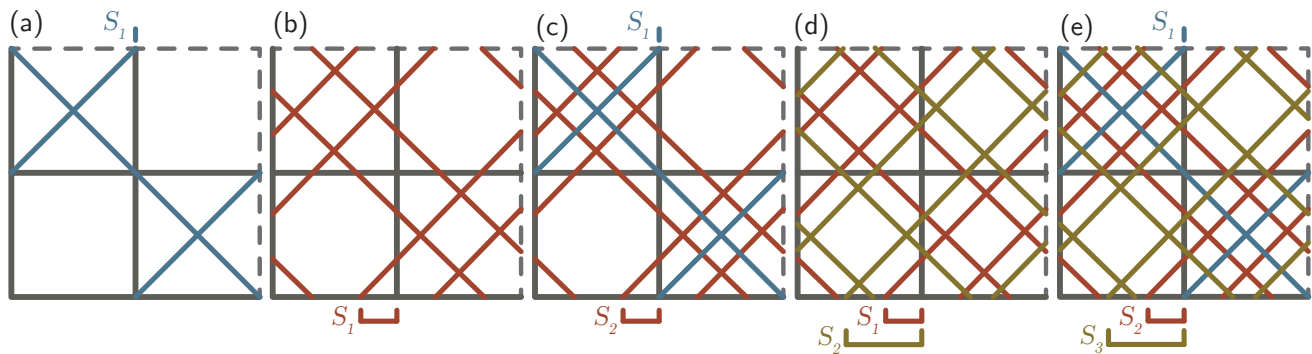 (a) S₁ (b) (c) S₁ (d) (e) S₁
S₁ S₂ S₁ S₂
S₂ S₃